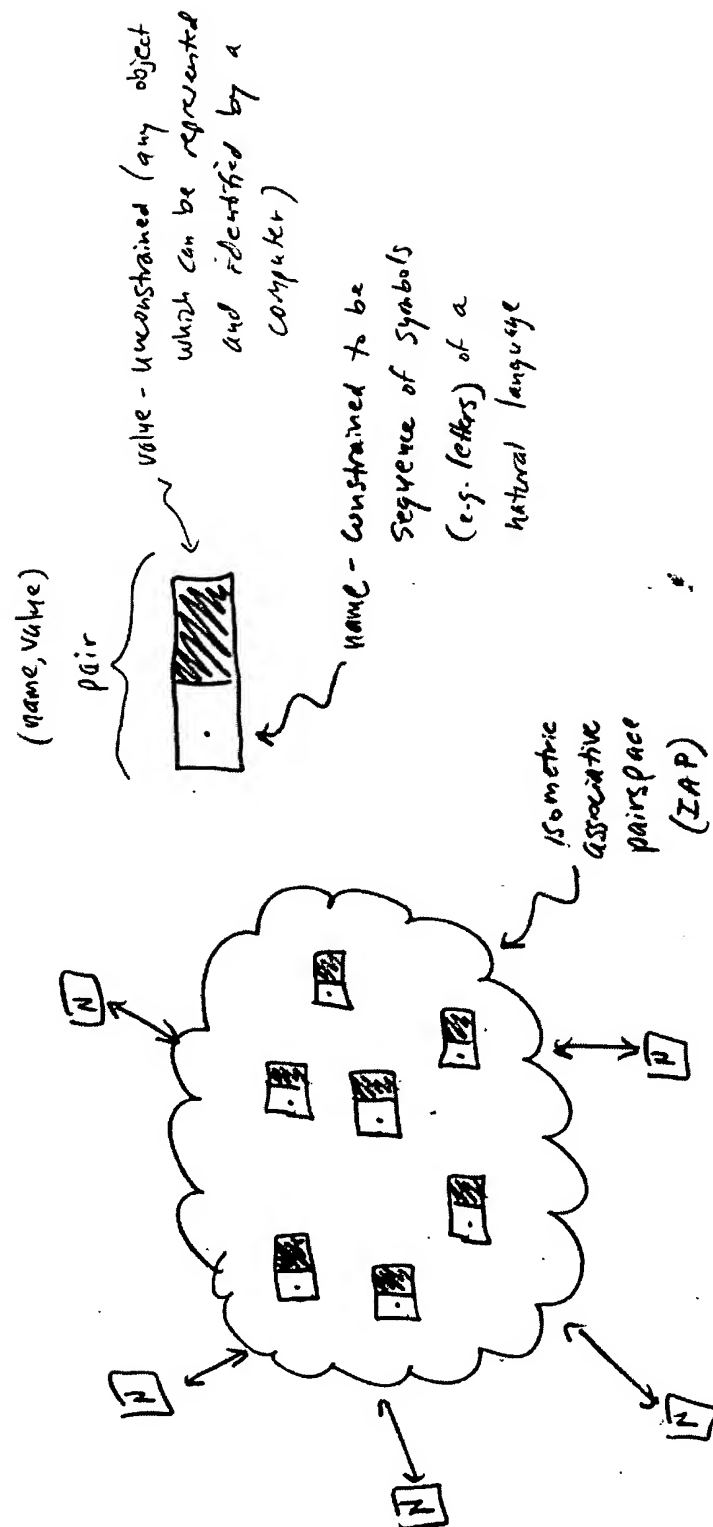 (name, value)
pair
value - unconstrained (any object
which can be represented
and identified by a
computer)
name - constrained to be
sequence of symbols
(e.g. letters) of a
natural language
isometric
associative
pairspace
(IAP)
N
N
N
N
N